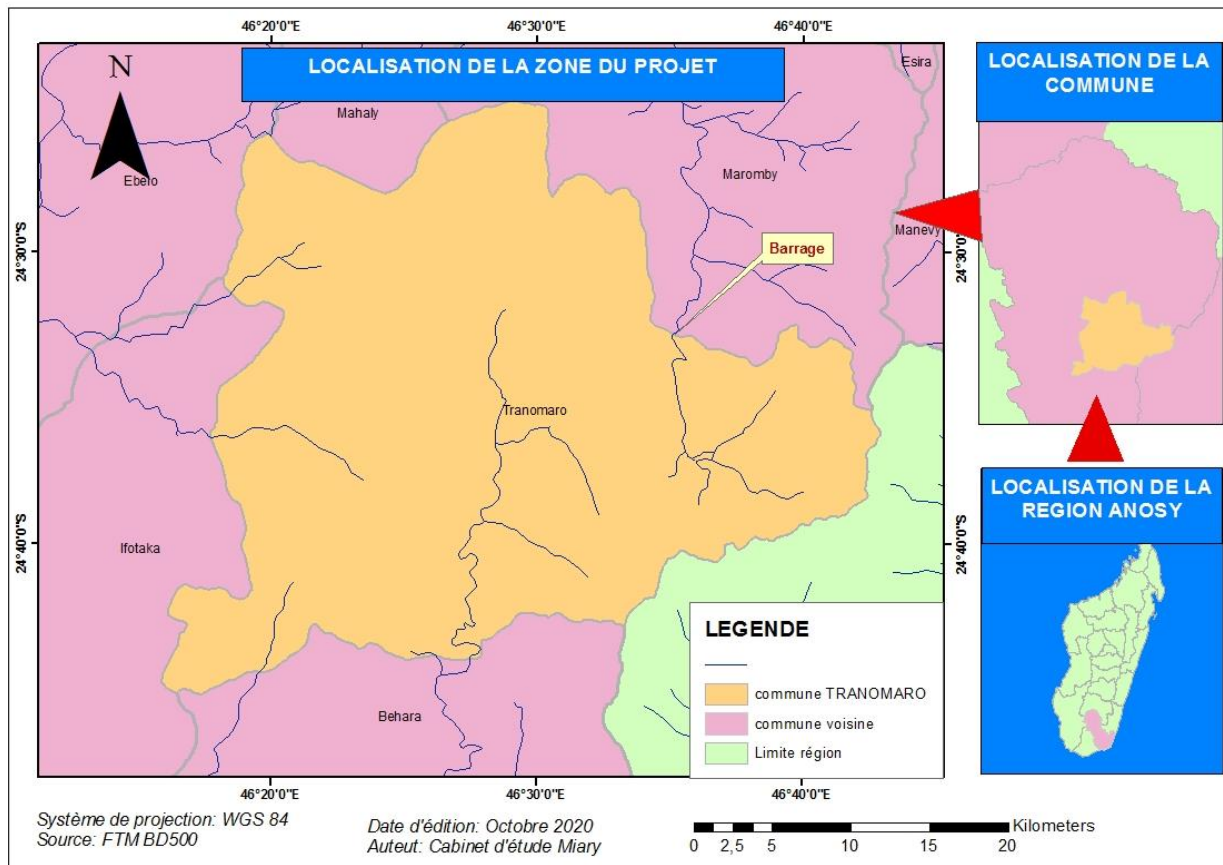 46°20'0"E
46°30'0"E
46°40'0"E
LOCALISATION DE LA ZONE DU PROJET
N
Esira
Mahaly
Ebelo
Maromby
Manevy
Barrage
24°30'0"S
24°30'0"S
Tranomaro
Ifotaka
24°40'0"S
24°40'0"S
Behara
LEGENDE
commune TRANOMARO
commune voisine
Limite région
46°20'0"E
46°30'0"E
46°40'0"E
LOCALISATION DE LA
COMMUNE
LOCALISATION DE LA
REGION ANOSY
Système de projection: WGS 84
Source: FTM BD500
Date d'édition: Octobre 2020
Auteut: Cabinet d'étude Miary
Kilometers
0 2,5 5 10 15 20